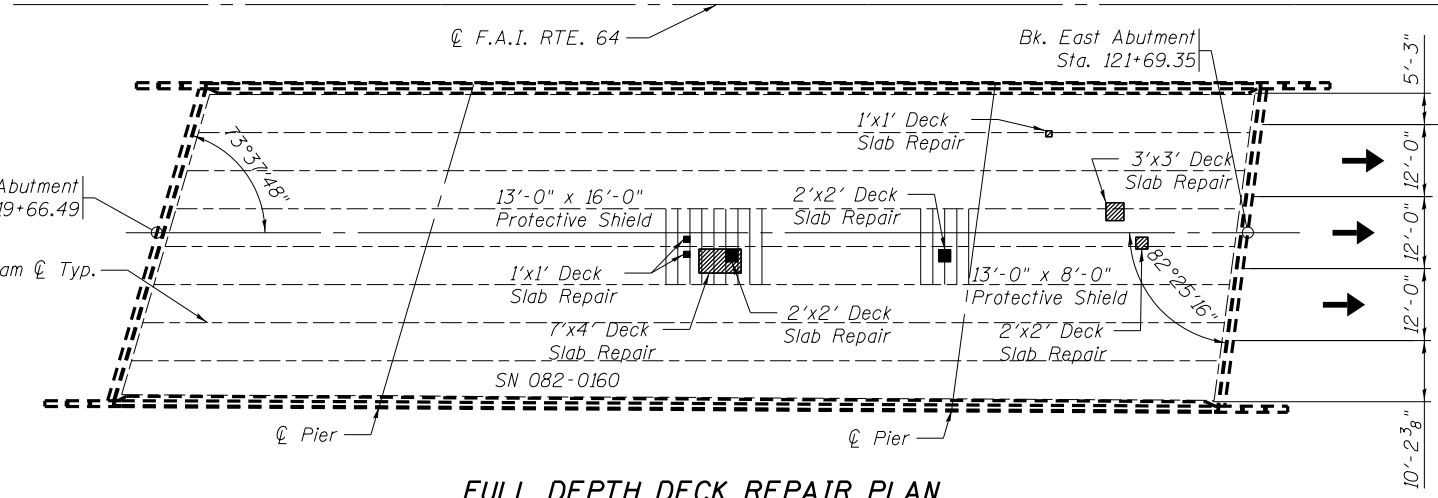 ℄ F.A.I. RTE. 64
Bk. East Abutment
Sta. 121+69.35
5'-3"
1'x1' Deck
Slab Repair
12'-0"
73°37'48"
3'x3' Deck
Slab Repair
Abutment
9+66.49
13'-0" x 16'-0"
Protective Shield
2'x2' Deck
Slab Repair
12'-0"
am ℄ Typ.
1'x1' Deck
Slab Repair
13'-0" x 8'-0"
Protective Shield
82°25'16"
12'-0"
7'x4' Deck
Slab Repair
2'x2' Deck
Slab Repair
2'x2' Deck
Slab Repair
SN 082-0160
℄ Pier
℄ Pier
10'-2 3/8"
FULL DEPTH DECK REPAIR PLAN